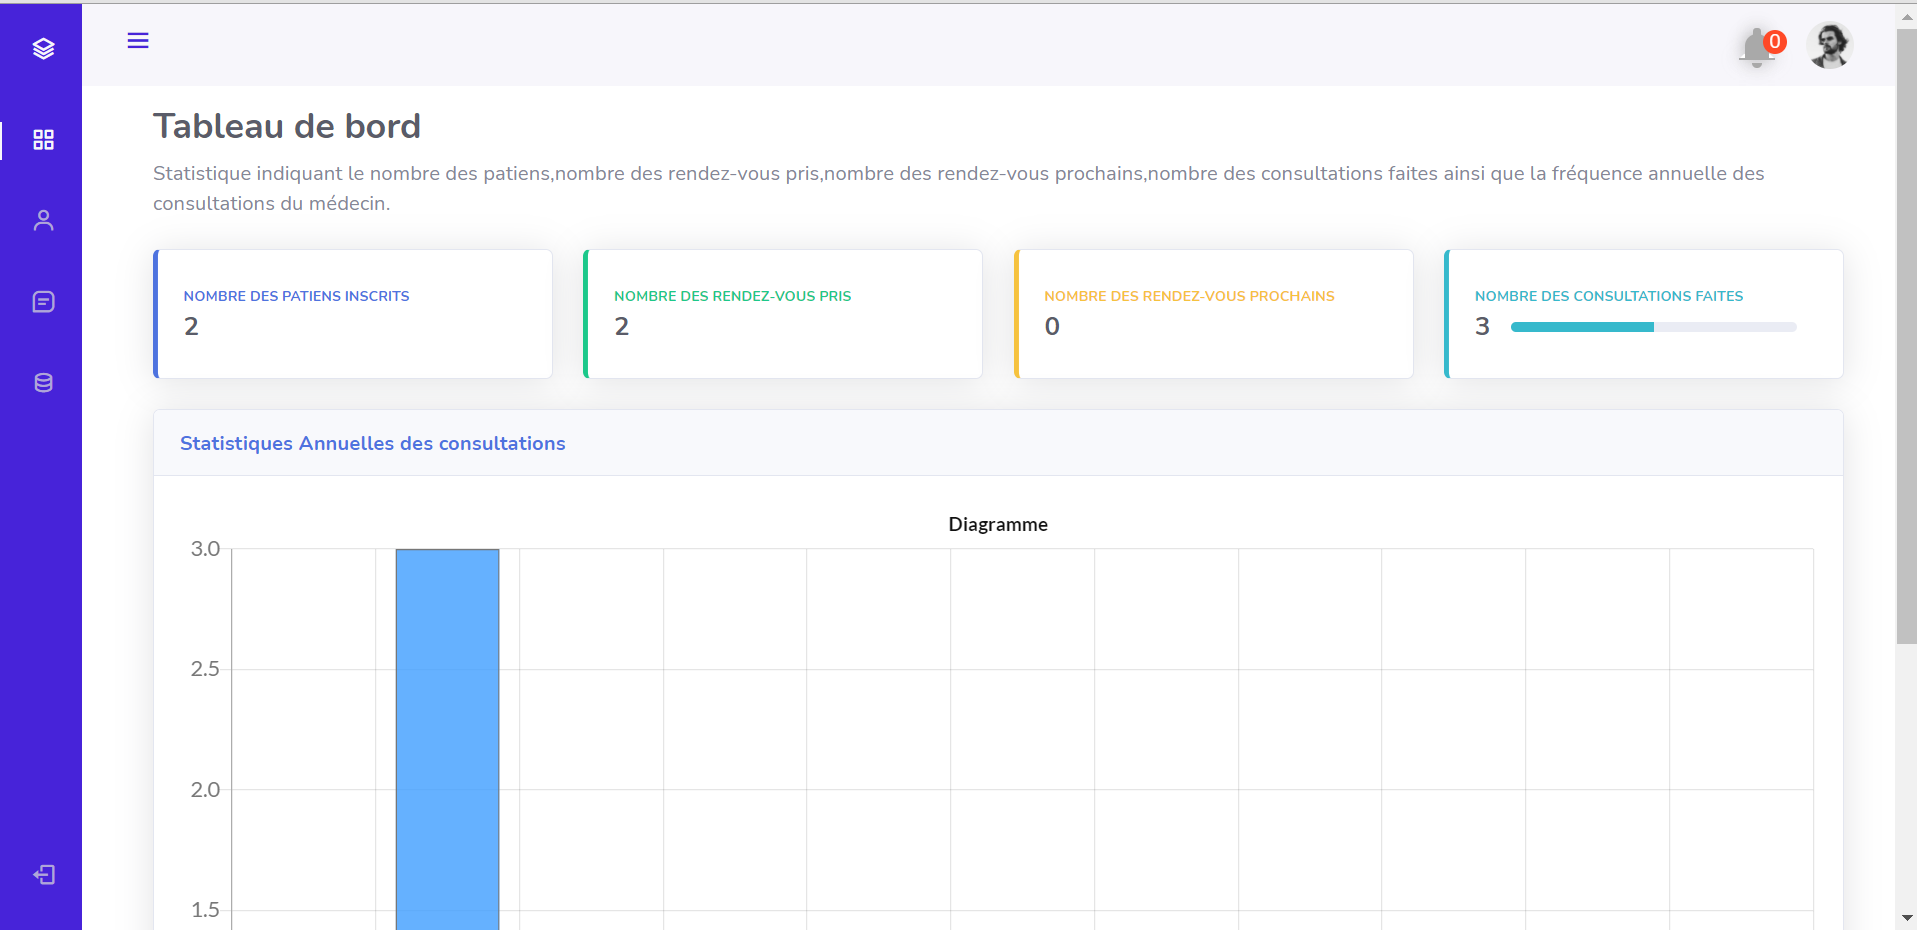 0
Tableau de bord
Statistique indiquant le nombre des patiens,nombre des rendez-vous pris,nombre des rendez-vous prochains,nombre des consultations faites ainsi que la fréquence annuelle des
consultations du médecin.
NOMBRE DES PATIENS INSCRITS
2
NOMBRE DES RENDEZ-VOUS PRIS
2
NOMBRE DES RENDEZ-VOUS PROCHAINS
0
NOMBRE DES CONSULTATIONS FAITES
3
Statistiques Annuelles des consultations
Diagramme
3.0
2.5
2.0
1.5